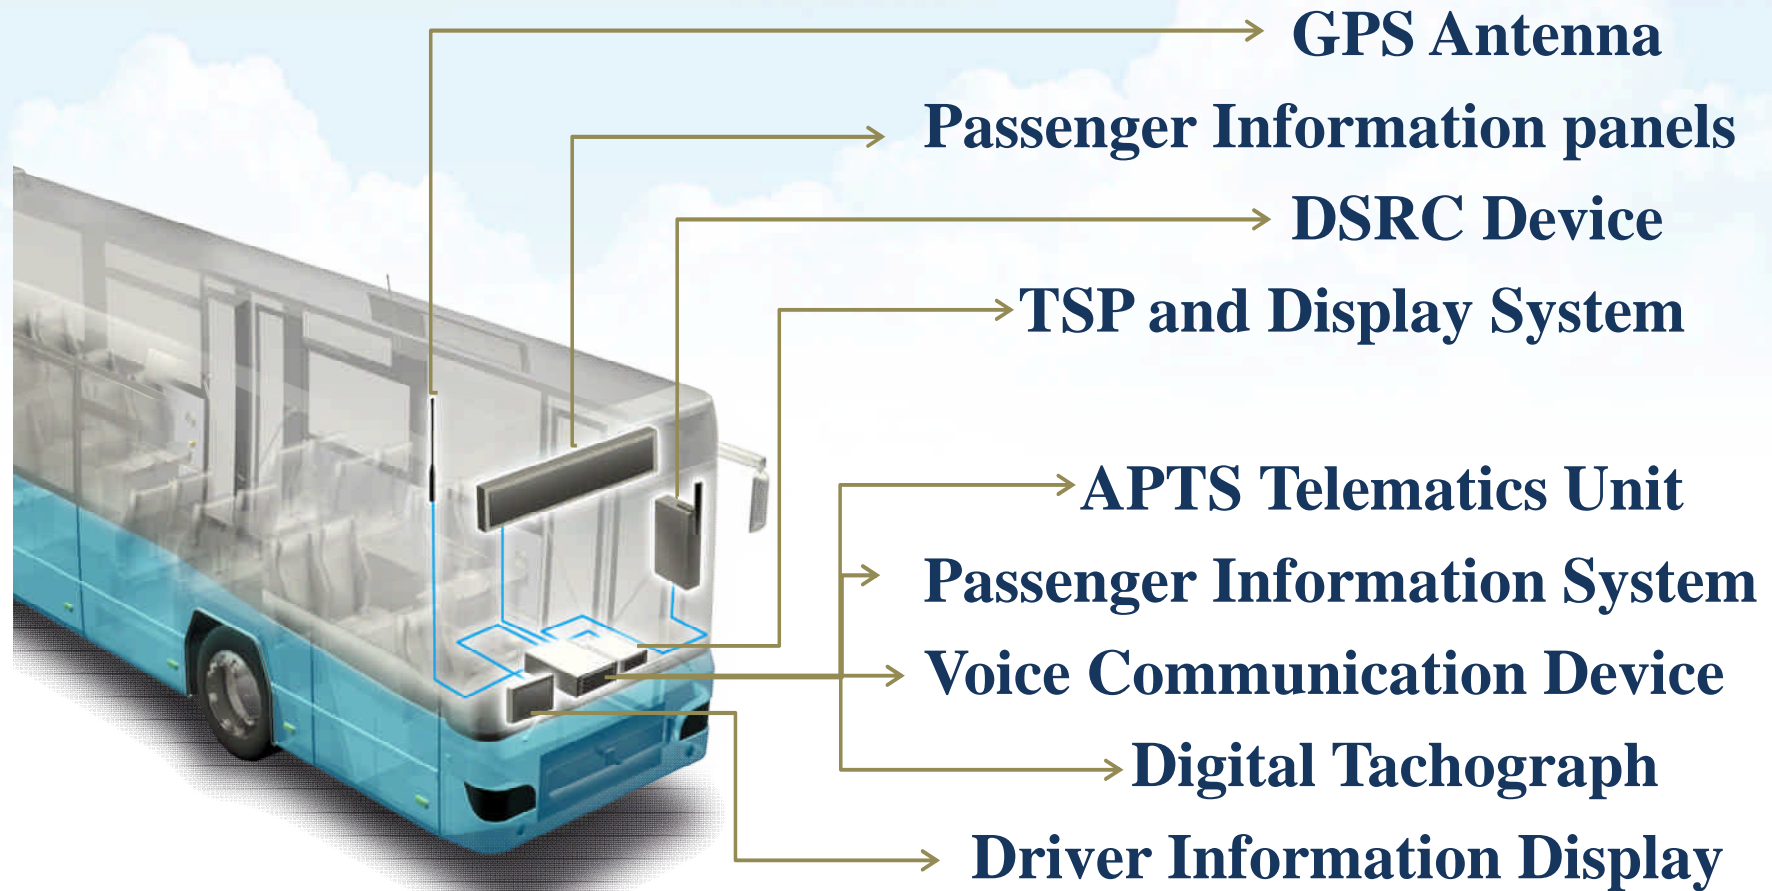 GPS Antenna
Passenger Information panels
DSRC Device
TSP and Display System
APTS Telematics Unit
Passenger Information System
Voice Communication Device
Digital Tachograph
Driver Information Display